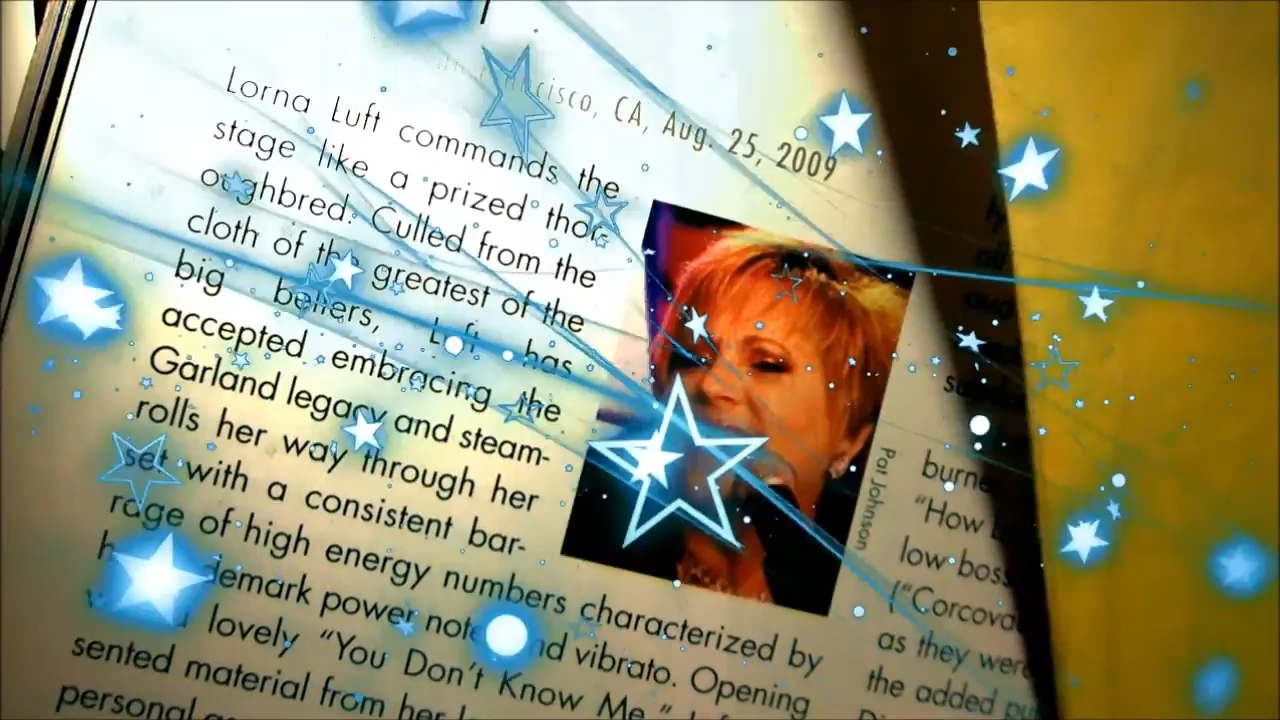 Francisco, CA, Aug. 25, 2009
Lorna Luft commands the
stage like a prized thor-
oughbred. Culled from the
cloth of the greatest of the
big belters, Luft has
accepted embracing the
Garland legacy and steam-
rolls her way through her
set with a consistent bar-
rage of high energy numbers characterized by
demark power notes and vibrato. Opening
lovely "You Don't Know Me,"
sented material from her
personal
Pat Johnson
"How
low-boss
("Corcova
as they were
the added